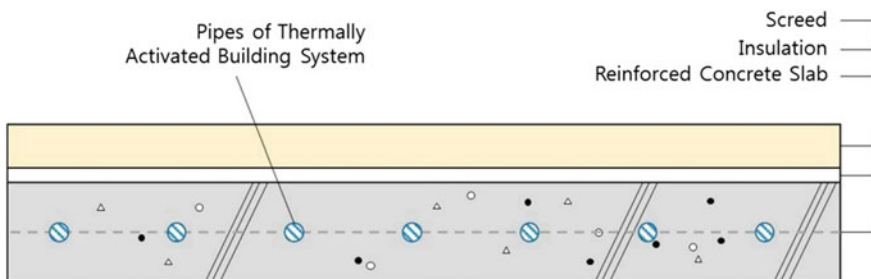 Pipes of Thermally
Activated Building System
Screed
Insulation
Reinforced Concrete Slab